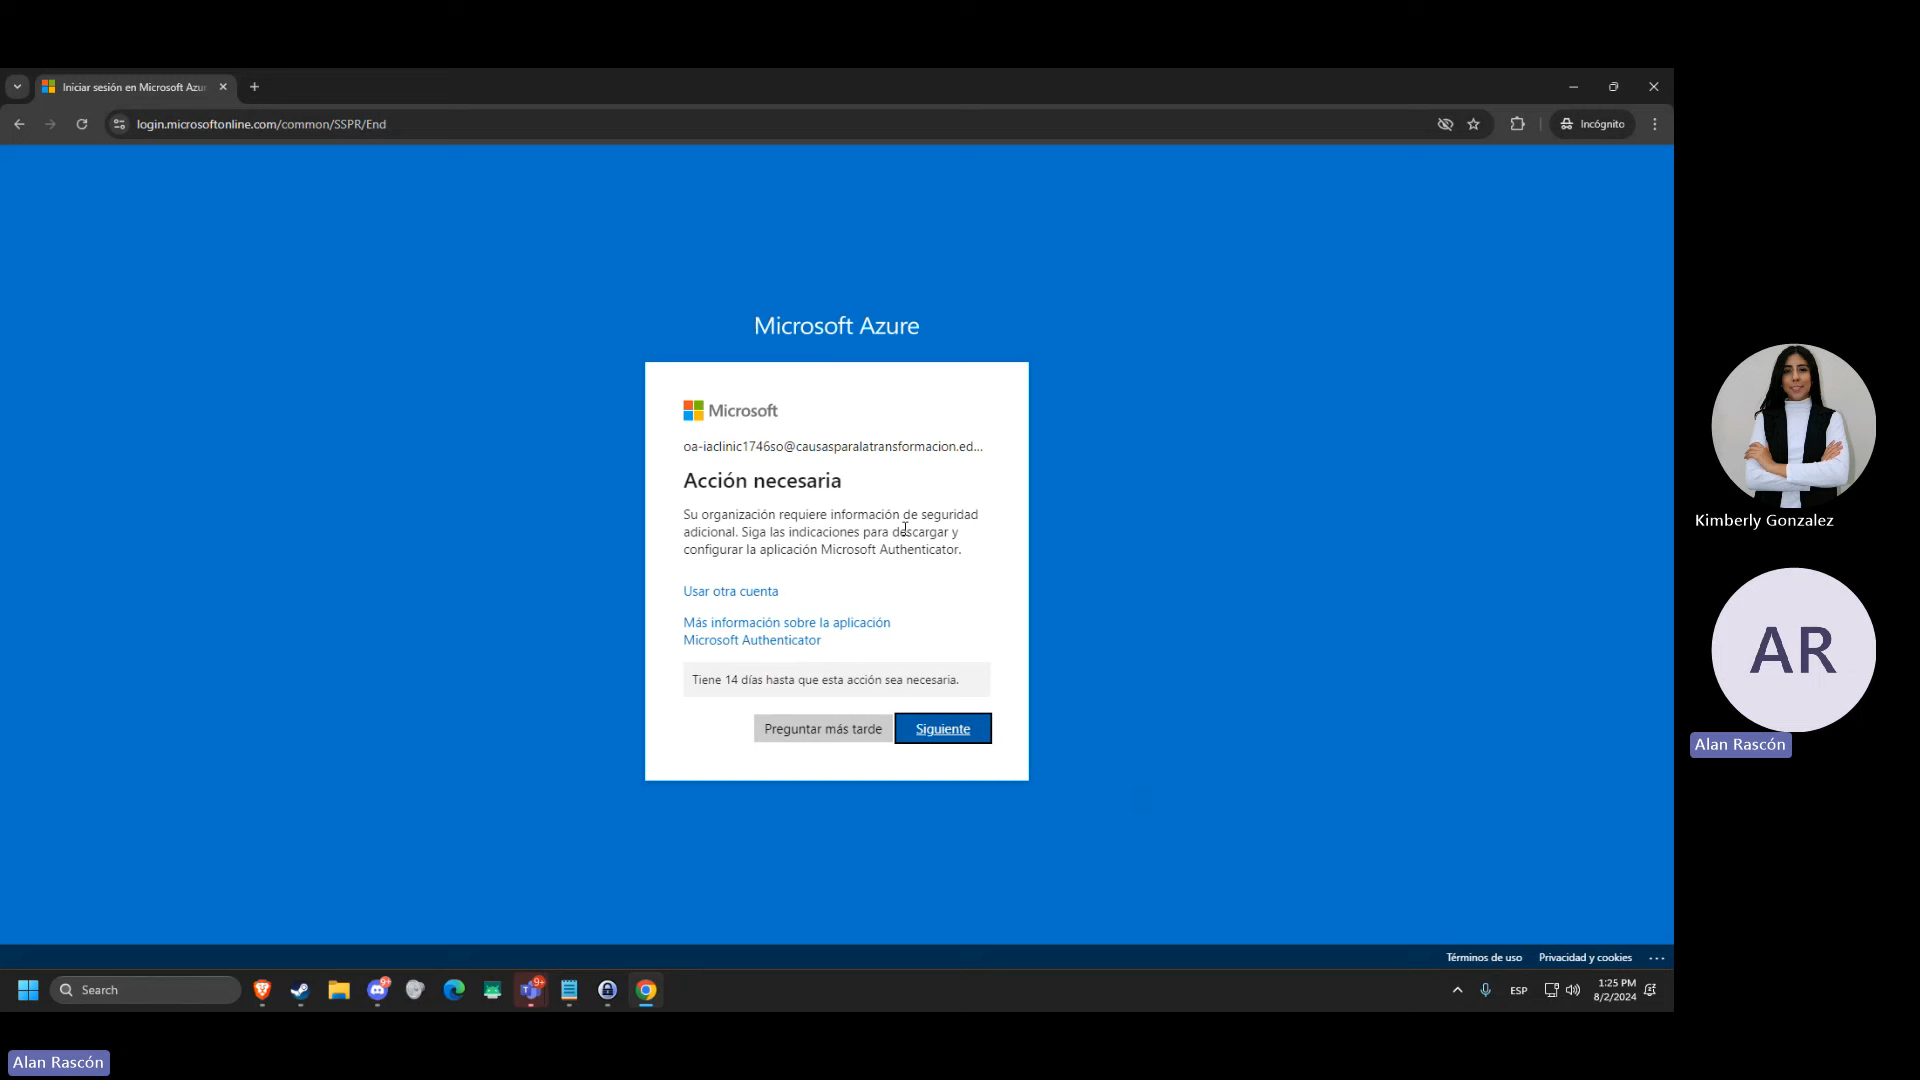 Iniciar sesión en Microsoft Azur
login.microsoftonline.com/common/SSPR/End
Incógnito
Microsoft Azure
Microsoft
oa-iaclinic1746so@causasparalatransformacion.ed...
Acción necesaria
Su organización requiere información de seguridad
adicional. Siga las indicaciones para descargar y
configurar la aplicación Microsoft Authenticator.
Usar otra cuenta
Más información sobre la aplicación
Microsoft Authenticator
Tiene 14 días hasta que esta acción sea necesaria.
Preguntar más tarde
Siguiente
Kimberly Gonzalez
AR
Alan Rascón
Términos de uso
Privacidad y cookies
...
Search
9+
9+
ESP
1:25 PM
8/2/2024
Alan Rascón